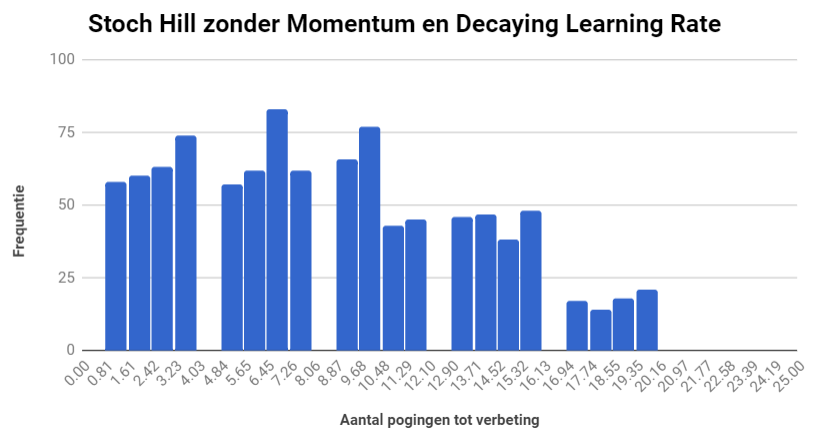 Stoch Hill zonder Momentum en Decaying Learning Rate
100
75
50
25
0
Frequentie
0.00 0.81 1.61 2.42 3.23 4.03 4.84 5.65 6.45 7.26 8.06 8.87 9.68 10.48 11.29 12.10 12.90 13.71 14.52 15.32 16.13 16.94 17.74 18.55 19.35 20.16 20.97 21.77 22.58 23.39 24.19 25.00
Aantal pogingen tot verbeting